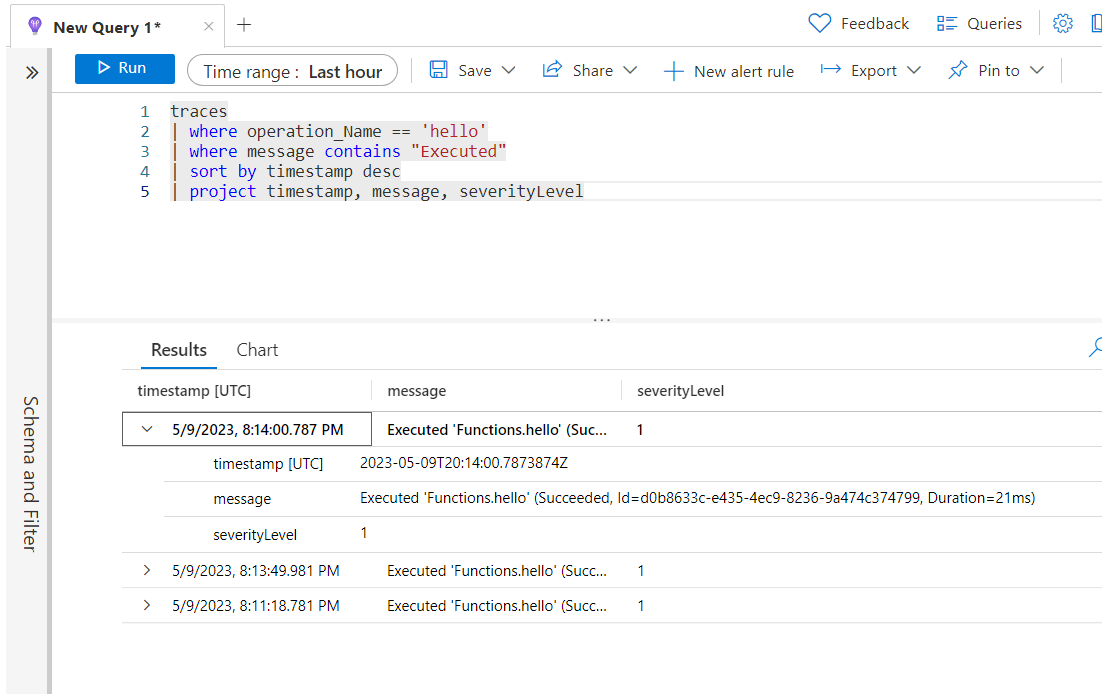 New Query 1*
Feedback
Queries
Run
Time range : Last hour
Save
Share
New alert rule
Export
Pin to
1 traces
2 | where operation_Name == 'hello'
3 | where message contains "Executed"
4 | sort by timestamp desc
5 | project timestamp, message, severityLevel
Schema and Filter
Results Chart
timestamp [UTC] message severityLevel
5/9/2023, 8:14:00.787 PM Executed 'Functions.hello' (Suc... 1
timestamp [UTC] 2023-05-09T20:14:00.7873874Z
message Executed 'Functions.hello' (Succeeded, Id=d0b8633c-e435-4ec9-8236-9a474c374799, Duration=21ms)
severityLevel 1
5/9/2023, 8:13:49.981 PM Executed 'Functions.hello' (Succ... 1
5/9/2023, 8:11:18.781 PM Executed 'Functions.hello' (Succ... 1